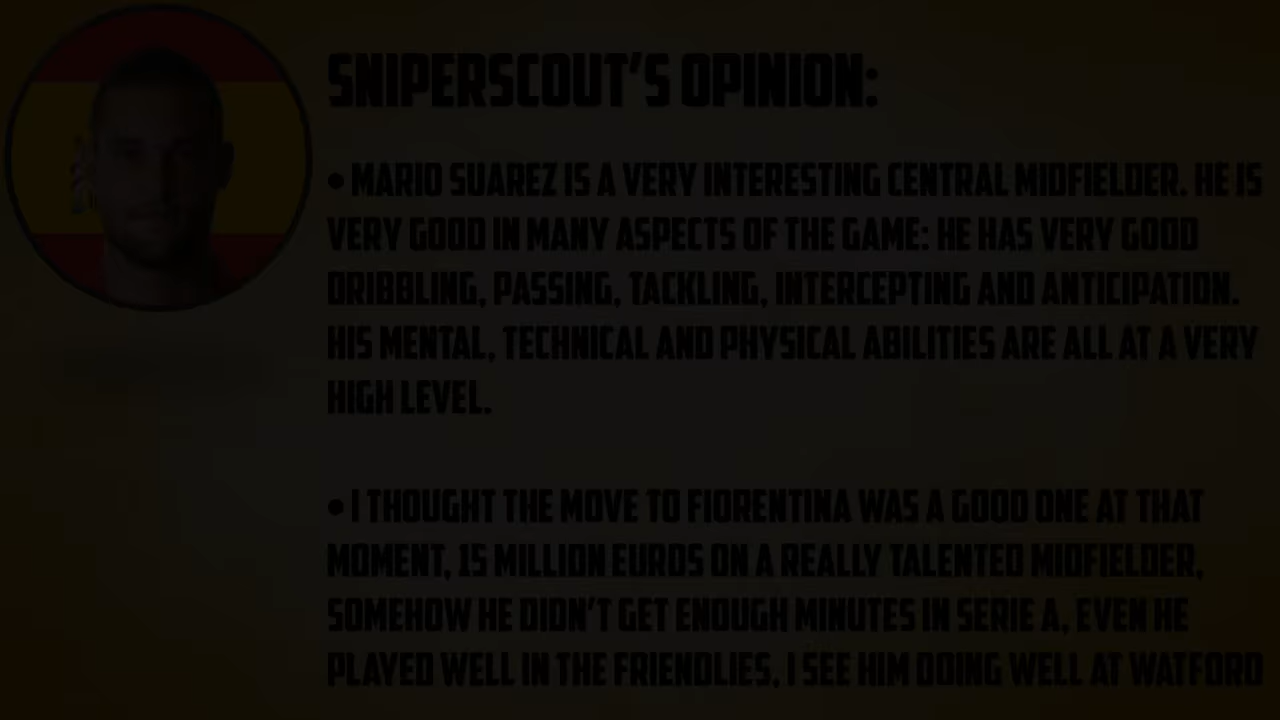 SNIPERSCOUT'S OPINION:
• MARIO SUAREZ IS A VERY INTERESTING CENTRAL MIDFIELDER. HE IS
VERY GOOD IN MANY ASPECTS OF THE GAME: HE HAS VERY GOOD
DRIBBLING, PASSING, TACKLING, INTERCEPTING AND ANTICIPATION.
HIS MENTAL, TECHNICAL AND PHYSICAL ABILITIES ARE ALL AT A VERY
HIGH LEVEL.
• I THOUGHT THE MOVE TO FIORENTINA WAS A GOOD ONE AT THAT
MOMENT, 15 MILLION EUROS ON A REALLY TALENTED MIDFIELDER,
SOMEHOW HE DIDN'T GET ENOUGH MINUTES IN SERIE A, EVEN HE
PLAYED WELL IN THE FRIENDLIES, I SEE HIM DOING WELL AT WATFORD